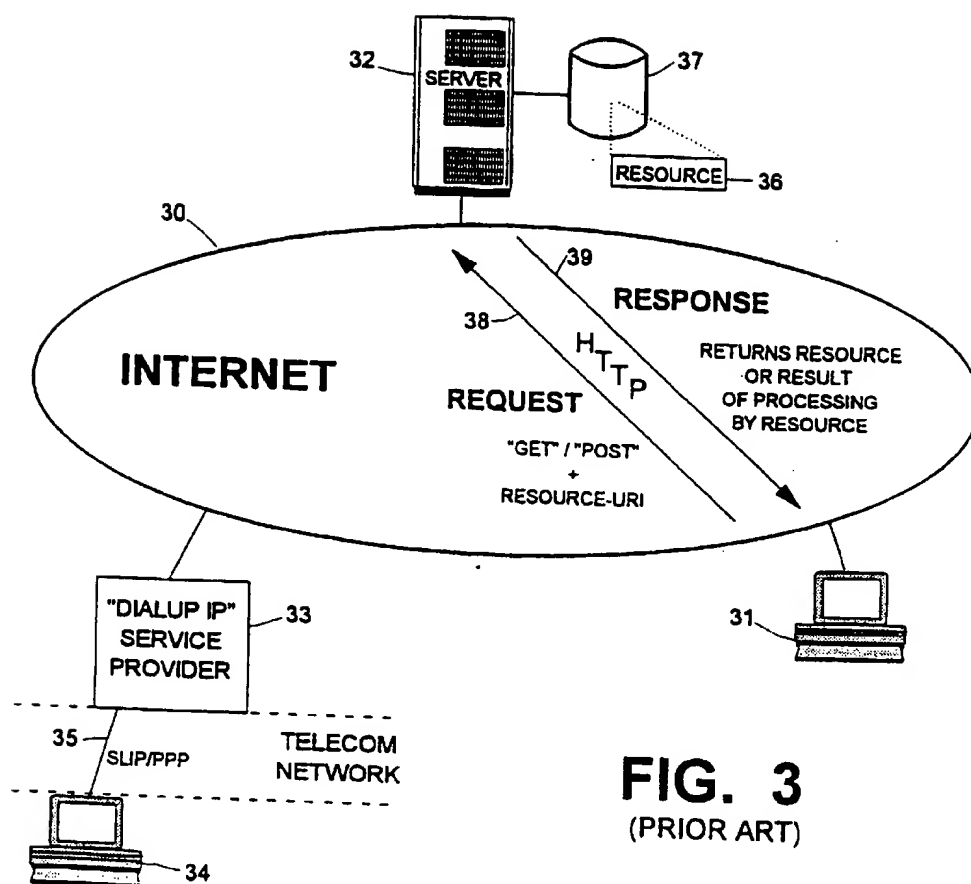 32
SERVER
37
RESOURCE
36
30
39
RESPONSE
38
HTTP
INTERNET
RETURNS RESOURCE
OR RESULT
OF PROCESSING
BY RESOURCE
REQUEST
"GET" / "POST"
+
RESOURCE-URI
"DIALUP IP"
SERVICE
PROVIDER
33
31
35
SLIP/PPP
TELECOM
NETWORK
34
FIG. 3
(PRIOR ART)